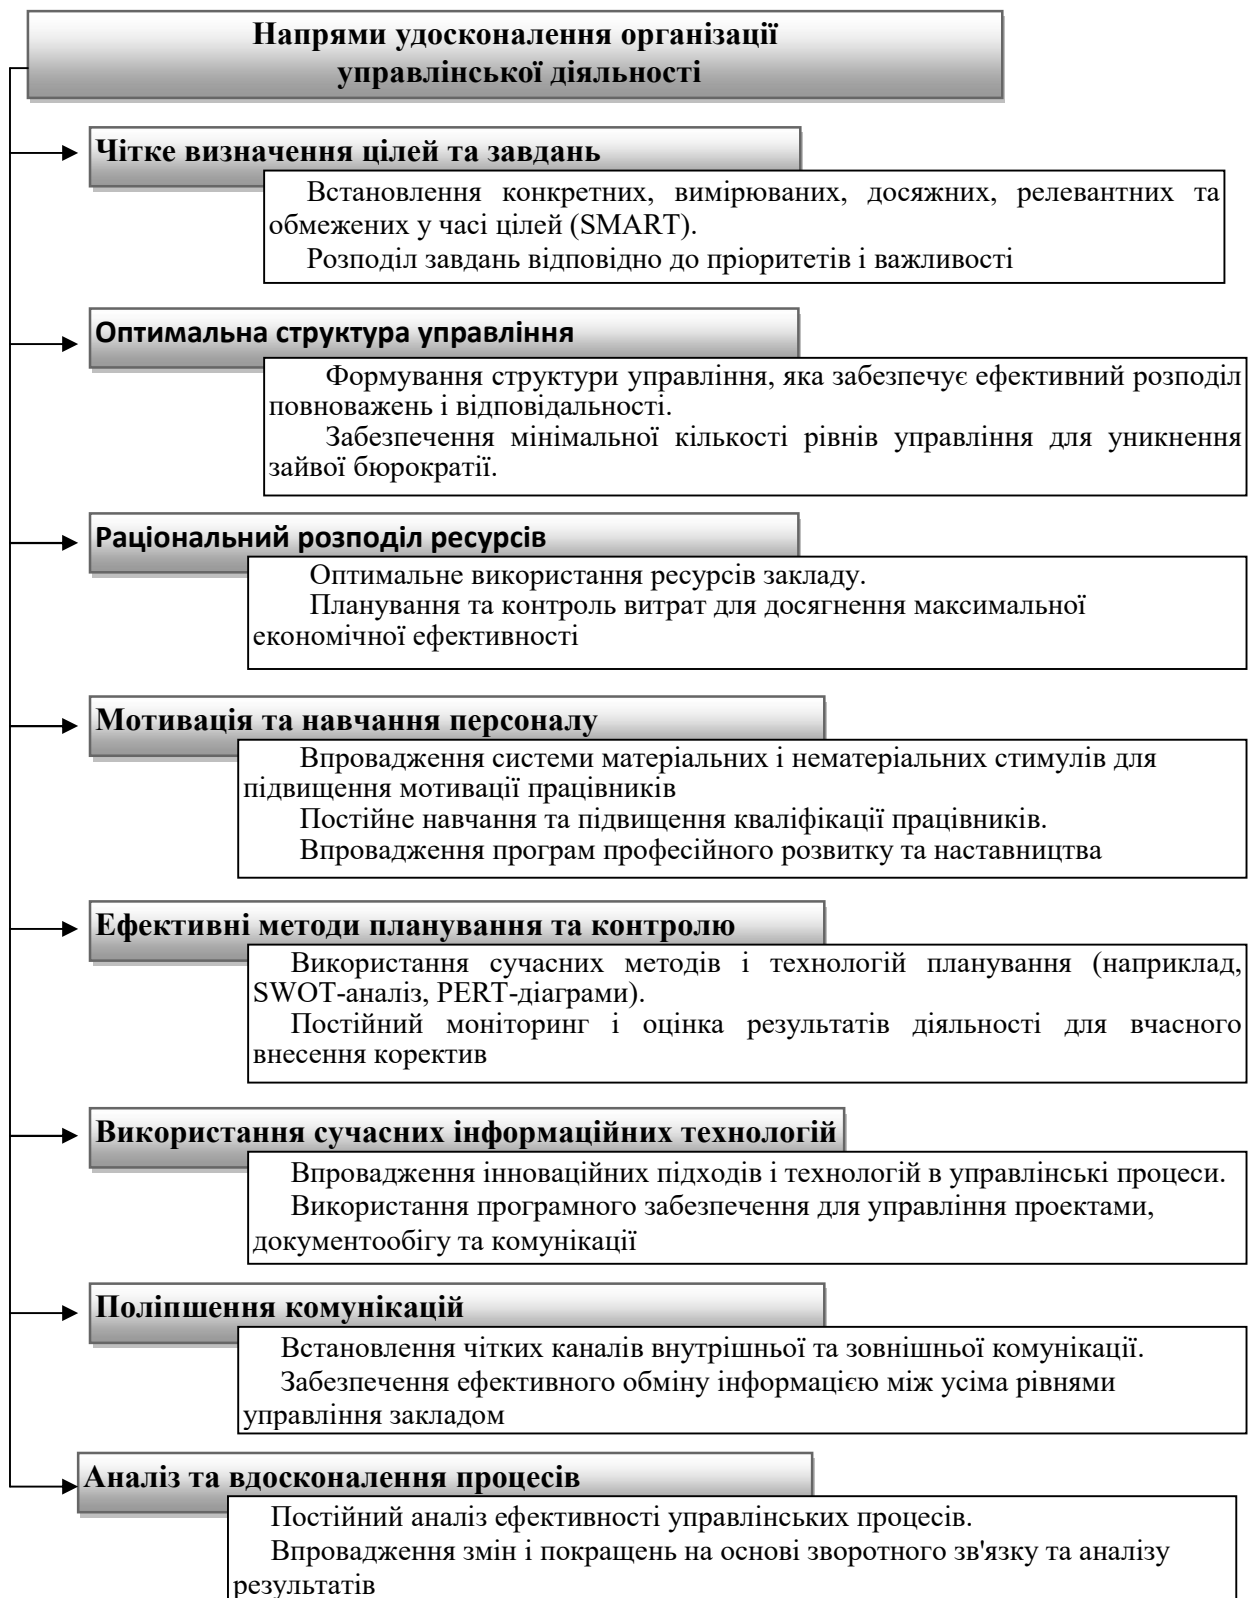 Напрями удосконалення організації
управлінської діяльності
Чітке визначення цілей та завдань
Встановлення конкретних, вимірюваних, досяжних, релевантних та
обмежених у часі цілей (SMART).
Розподіл завдань відповідно до пріоритетів і важливості
Оптимальна структура управління
Формування структури управління, яка забезпечує ефективний розподіл
повноважень і відповідальності.
Забезпечення мінімальної кількості рівнів управління для уникнення
зайвої бюрократії.
Раціональний розподіл ресурсів
Оптимальне використання ресурсів закладу.
Планування та контроль витрат для досягнення максимальної
економічної ефективності
Мотивація та навчання персоналу
Впровадження системи матеріальних і нематеріальних стимулів для
підвищення мотивації працівників
Постійне навчання та підвищення кваліфікації працівників.
Впровадження програм професійного розвитку та наставництва
Ефективні методи планування та контролю
Використання сучасних методів і технологій планування (наприклад,
SWOT-аналіз, PERT-діаграми).
Постійний моніторинг і оцінка результатів діяльності для вчасного
внесення коректив
Використання сучасних інформаційних технологій
Впровадження інноваційних підходів і технологій в управлінські процеси.
Використання програмного забезпечення для управління проектами,
документообігу та комунікації
Поліпшення комунікацій
Встановлення чітких каналів внутрішньої та зовнішньої комунікації.
Забезпечення ефективного обміну інформацією між усіма рівнями
управління закладом
Аналіз та вдосконалення процесів
Постійний аналіз ефективності управлінських процесів.
Впровадження змін і покращень на основі зворотного зв'язку та аналізу
результатів